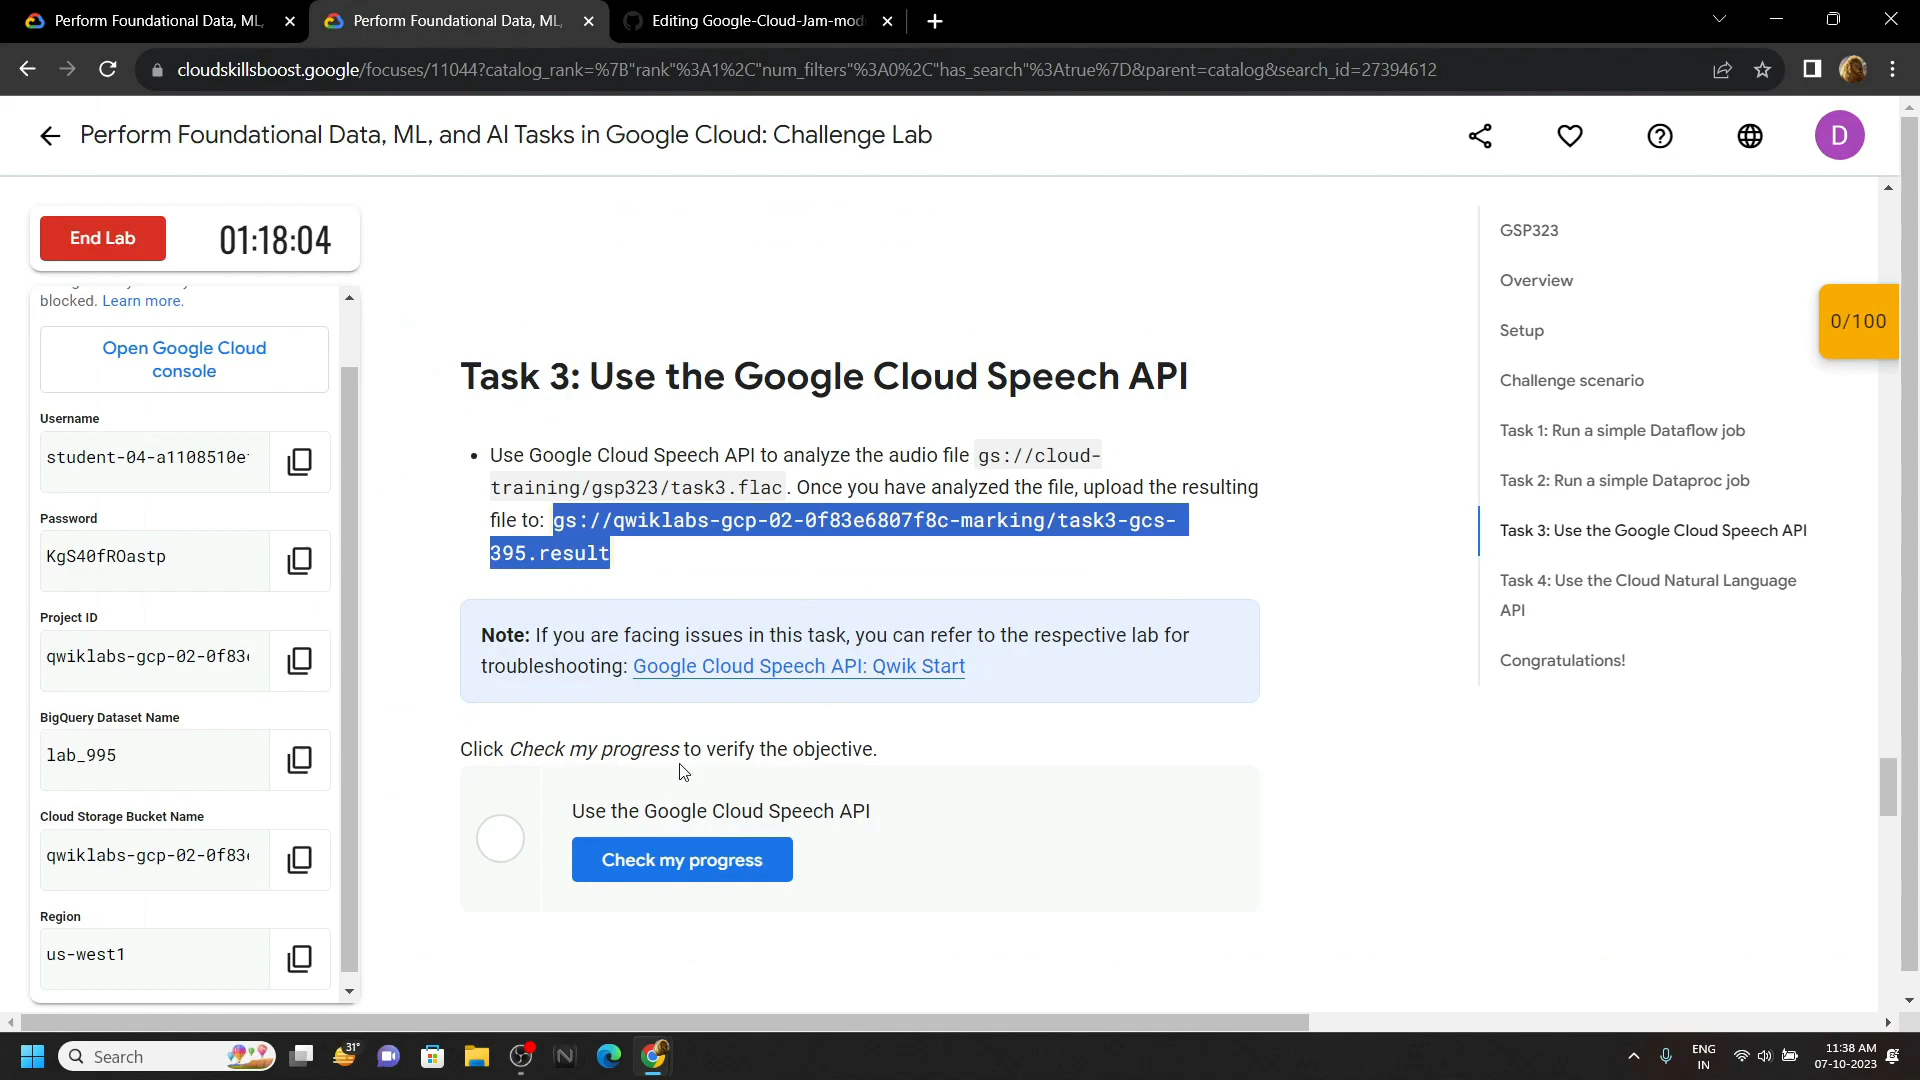 Perform Foundational Data, ML,
Perform Foundational Data, ML,
Editing Google-Cloud-Jam-mod
cloudskillsboost.google/focuses/11044?catalog_rank=%7B"rank"%3A1%2C"num_filters"%3A0%2C"has_search"%3Atrue%7D&parent=catalog&search_id=27394612
Perform Foundational Data, ML, and AI Tasks in Google Cloud: Challenge Lab
D
End Lab
01:18:04
blocked. Learn more.
Open Google Cloud
console
Username
student-04-a1108510e
Password
KgS40fROastp
Project ID
qwiklabs-gcp-02-0f83
BigQuery Dataset Name
lab_995
Cloud Storage Bucket Name
qwiklabs-gcp-02-0f83
Region
us-west1
Task 3: Use the Google Cloud Speech API
Use Google Cloud Speech API to analyze the audio file gs://cloud-
training/gsp323/task3.flac. Once you have analyzed the file, upload the resulting
file to: gs://qwiklabs-gcp-02-0f83e6807f8c-marking/task3-gcs-
395.result
Note: If you are facing issues in this task, you can refer to the respective lab for
troubleshooting: Google Cloud Speech API: Qwik Start
Click Check my progress to verify the objective.
Use the Google Cloud Speech API
Check my progress
GSP323
Overview
Setup
Challenge scenario
Task 1: Run a simple Dataflow job
Task 2: Run a simple Dataproc job
Task 3: Use the Google Cloud Speech API
Task 4: Use the Cloud Natural Language
API
Congratulations!
0/100
Search
31°
ENG
IN
11:38 AM
07-10-2023